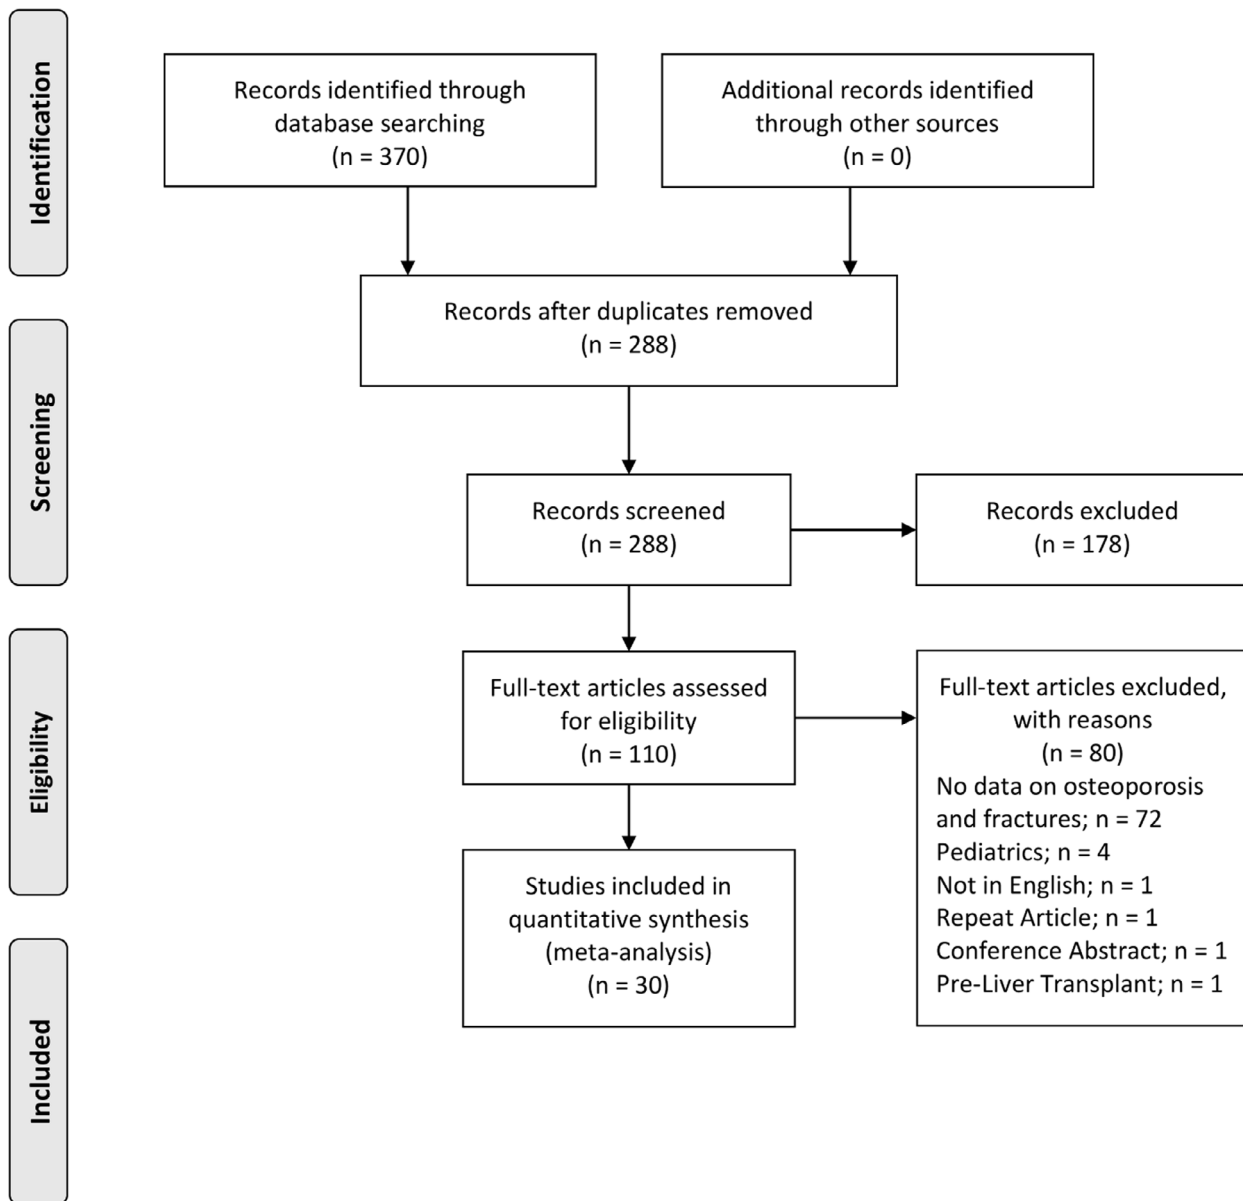 Identification
Records identified through
database searching
(n = 370)
Additional records identified
through other sources
(n = 0)
Records after duplicates removed
(n = 288)
Screening
Records screened
(n = 288)
Records excluded
(n = 178)
Eligibility
Full-text articles assessed
for eligibility
(n = 110)
Full-text articles excluded,
with reasons
(n = 80)
No data on osteoporosis
and fractures; n = 72
Pediatrics; n = 4
Not in English; n = 1
Repeat Article; n = 1
Conference Abstract; n = 1
Pre-Liver Transplant; n = 1
Included
Studies included in
quantitative synthesis
(meta-analysis)
(n = 30)